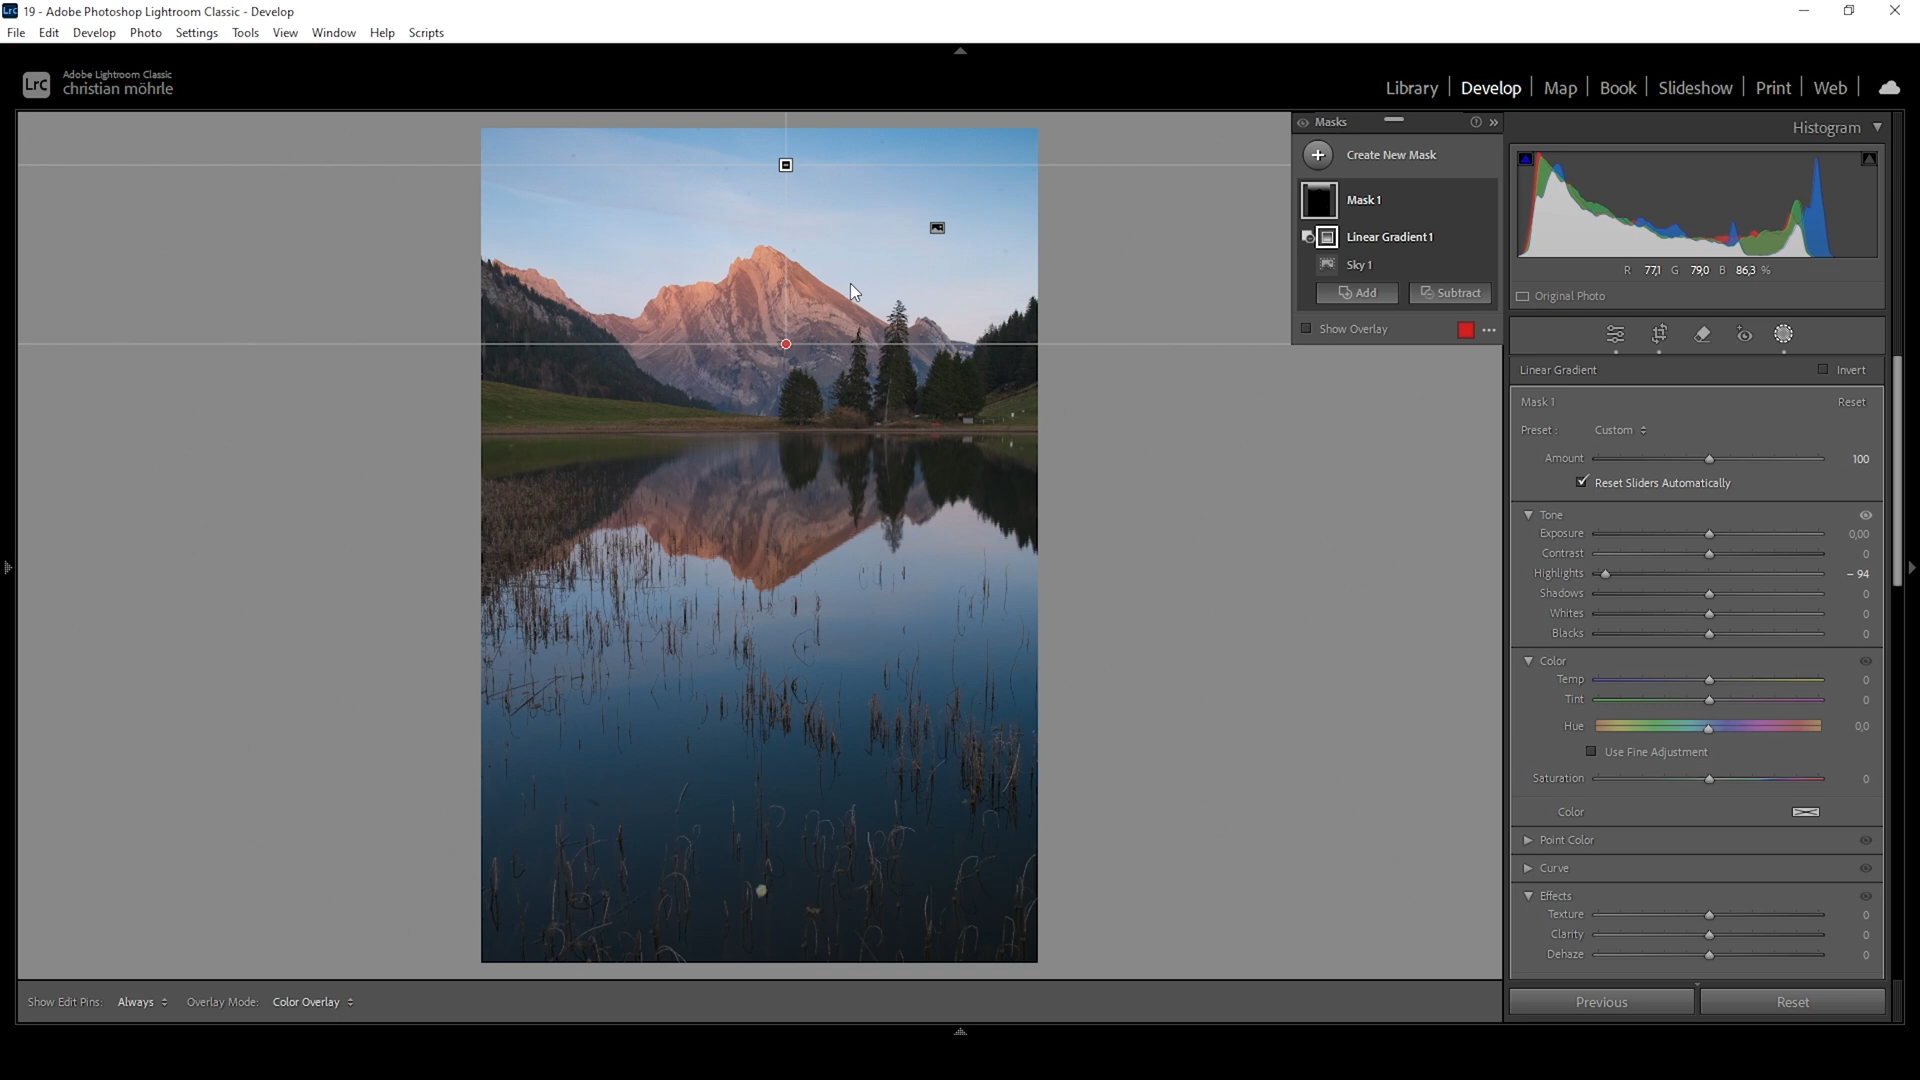 19 - Adobe Photoshop Lightroom Classic - Develop
File Edit Develop Photo Settings Tools View Window Help Scripts
LrC
Adobe Lightroom Classic
christian möhrle
Library Develop Map Book Slideshow Print Web
Masks
Create New Mask
Mask 1
Linear Gradient 1
Sky 1
Add Subtract
Show Overlay
Histogram
R 77,1 G 79,0 B 86,3 %
Original Photo
Linear Gradient Invert
Mask 1 Reset
Preset : Custom
Amount 100
Reset Sliders Automatically
Tone
Exposure 0,00
Contrast 0
Highlights – 94
Shadows 0
Whites 0
Blacks 0
Color
Temp 0
Tint 0
Hue 0,0
Use Fine Adjustment
Saturation 0
Color
Point Color
Curve
Effects
Texture 0
Clarity 0
Dehaze 0
Show Edit Pins: Always Overlay Mode: Color Overlay
Previous Reset